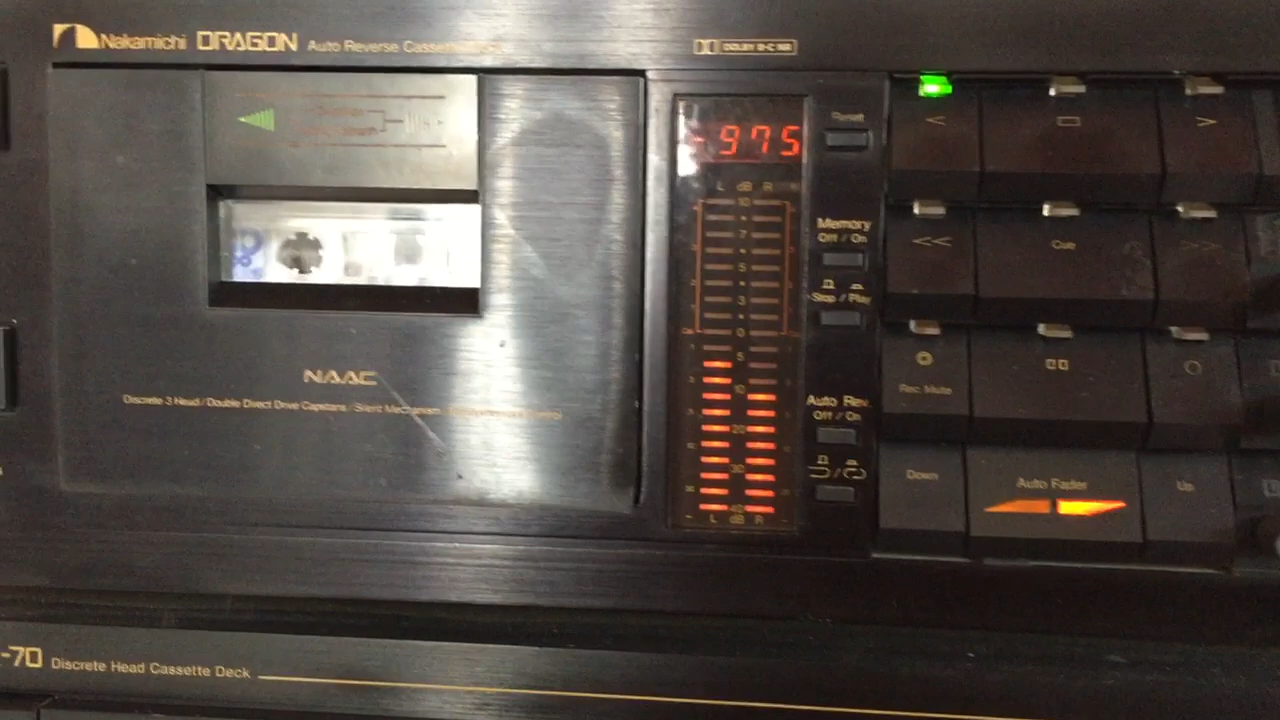 Nakamichi DRAGON Auto Reverse Cassette
DOLBY B-C NR
-975
Reset
L dB R
10
7
5
3
0
5
10
20
30
40
L dB R
Memory
Off / On
Stop / Play
Auto Rev.
Off / On
<
>
<<
Cue
>>
Rec Mute
Down
Auto Fader
Up
NAAC
Discrete 3 Head / Double Direct Drive Capstans / Silent Mechanism
-70 Discrete Head Cassette Deck